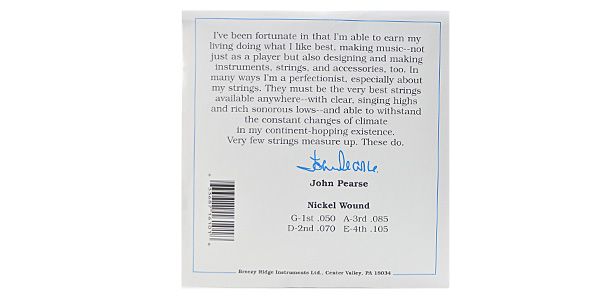 I've been fortunate in that I'm able to earn my
living doing what I like best, making music--not
just as a player but also designing and making
instruments, strings, and accessories, too. In
many ways I'm a perfectionist, especially about
my strings. They must be the very best strings
available anywhere--with clear, singing highs
and rich sonorous lows--and able to withstand
the constant changes of climate
in my continent-hopping existence.
Very few strings measure up. These do.
John Pearse
John Pearse
Nickel Wound
G-1st .050 A-3rd .085
D-2nd .070 E-4th .105
Breezy Ridge Instruments Ltd., Center Valley, PA 18034